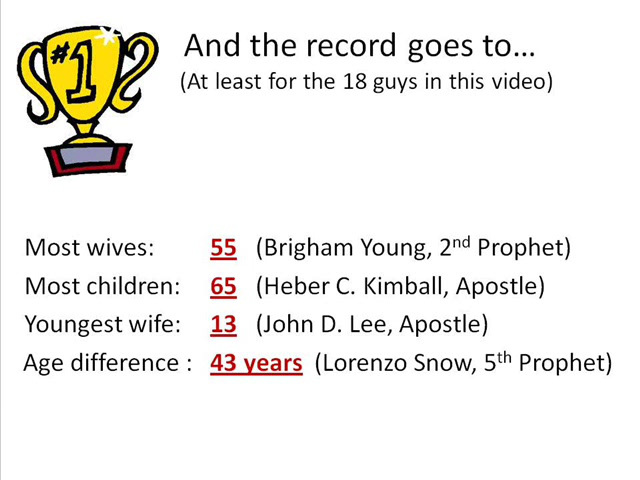 #1
And the record goes to…
(At least for the 18 guys in this video)
Most wives: 55 (Brigham Young, 2nd Prophet)
Most children: 65 (Heber C. Kimball, Apostle)
Youngest wife: 13 (John D. Lee, Apostle)
Age difference : 43 years (Lorenzo Snow, 5th Prophet)